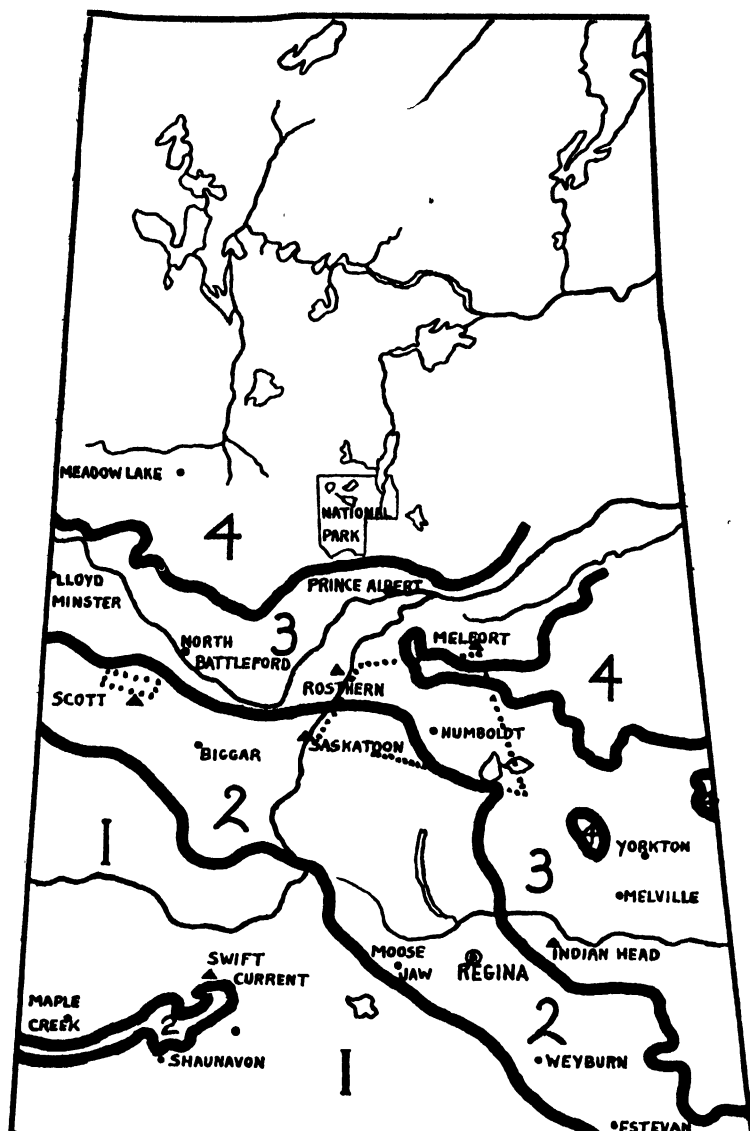 MEADOW LAKE
NATIONAL
PARK
4
PRINCE ALBERT
LLOYD
MINSTER
3
NORTH
BATTLEFORD
MELFORT
4
ROSTHERN
SCOTT
HUMBOLDT
SASKATOON
BIGGAR
2
1
4
YORKTON
3
MELVILLE
MOOSE
JAW
INDIAN HEAD
REGINA
SWIFT
CURRENT
MAPLE
CREEK
2
2
SHAUNAVON
1
WEYBURN
ESTEVAN